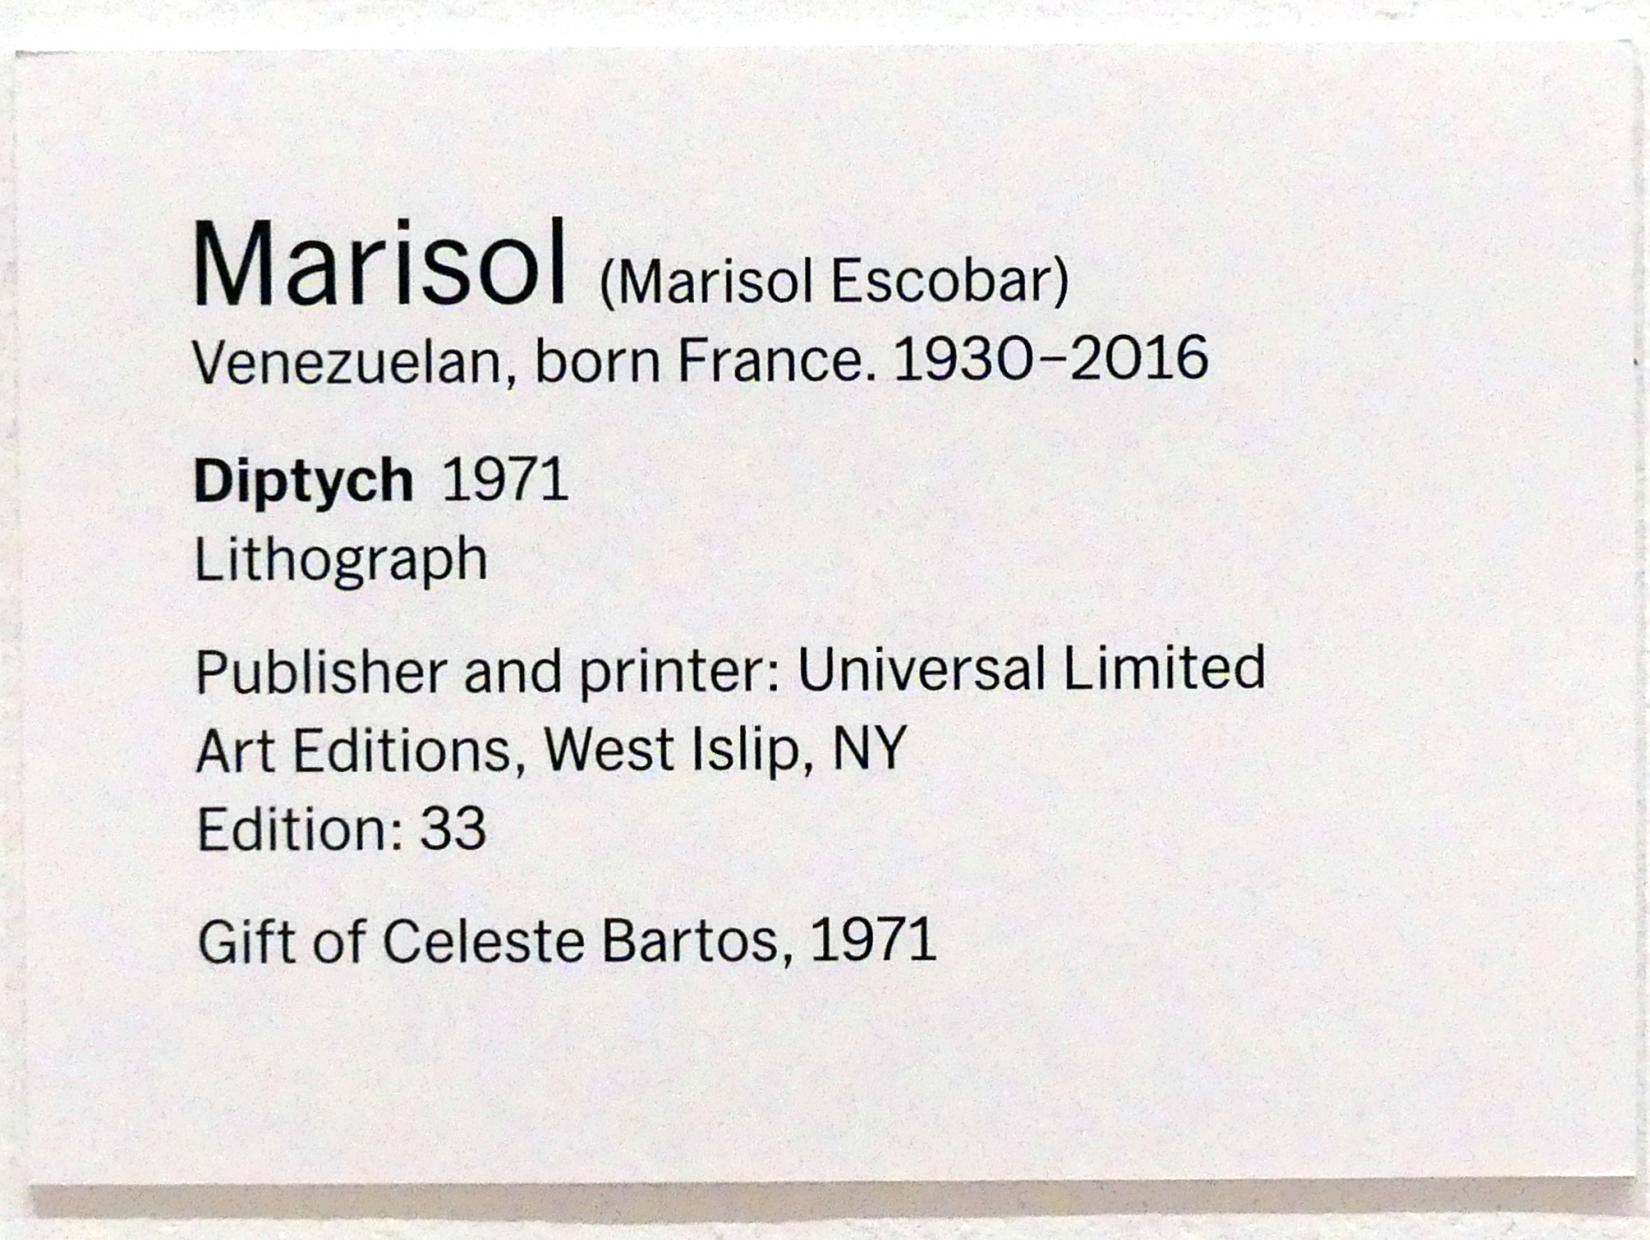 Marisol (Marisol Escobar)
Venezuelan, born France. 1930–2016
Diptych 1971
Lithograph
Publisher and printer: Universal Limited
Art Editions, West Islip, NY
Edition: 33
Gift of Celeste Bartos, 1971